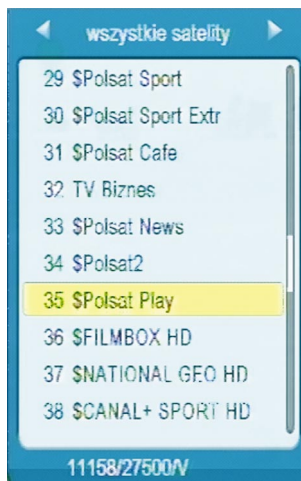 wszystkie satelity
29 $Polsat Sport
30 $Polsat Sport Extr
31 $Polsat Cafe
32 TV Biznes
33 $Polsat News
34 $Polsat2
35 $Polsat Play
36 $FILMBOX HD
37 $NATIONAL GEO HD
38 $CANAL+ SPORT HD
11158/27500/V